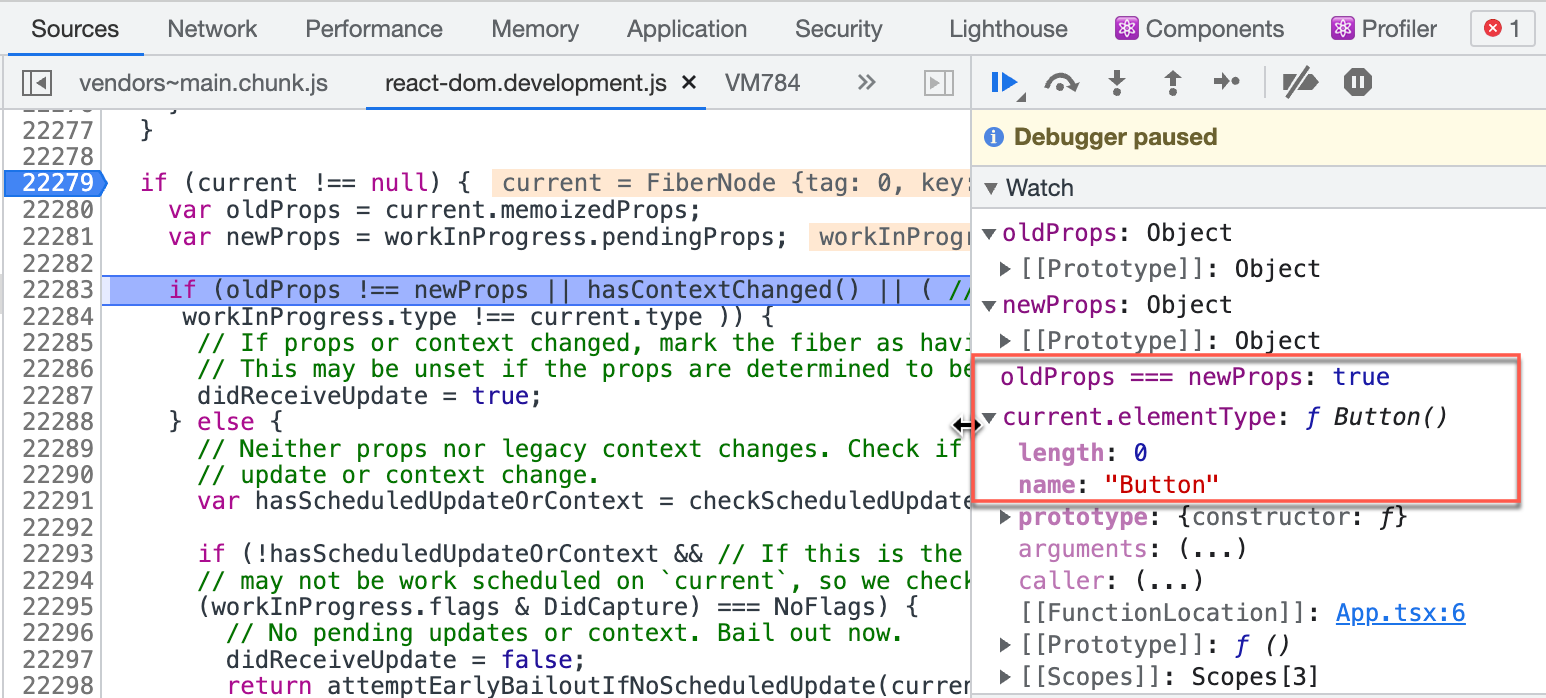 Sources Network Performance Memory Application Security Lighthouse Components Profiler 1
vendors~main.chunk.js react-dom.development.js × VM784 »
22277 }
22278
22279 if (current !== null) { current = FiberNode {tag: 0, key:
22280 var oldProps = current.memoizedProps;
22281 var newProps = workInProgress.pendingProps; workInProgr
22282
22283 if (oldProps !== newProps || hasContextChanged() || ( //
22284 workInProgress.type !== current.type )) {
22285 // If props or context changed, mark the fiber as havi
22286 // This may be unset if the props are determined to be
22287 didReceiveUpdate = true;
22288 } else {
22289 // Neither props nor legacy context changes. Check if
22290 // update or context change.
22291 var hasScheduledUpdateOrContext = checkScheduledUpdate
22292
22293 if (!hasScheduledUpdateOrContext && // If this is the
22294 // may not be work scheduled on `current`, so we check
22295 (workInProgress.flags & DidCapture) === NoFlags) {
22296 // No pending updates or context. Bail out now.
22297 didReceiveUpdate = false;
22298 return attemptEarlyBailoutIfNoScheduledUpdate(curren
Debugger paused
Watch
oldProps: Object
[[Prototype]]: Object
newProps: Object
[[Prototype]]: Object
oldProps === newProps: true
current.elementType: ƒ Button()
length: 0
name: "Button"
prototype: {constructor: ƒ}
arguments: (...)
caller: (...)
[[FunctionLocation]]: App.tsx:6
[[Prototype]]: ƒ ()
[[Scopes]]: Scopes[3]